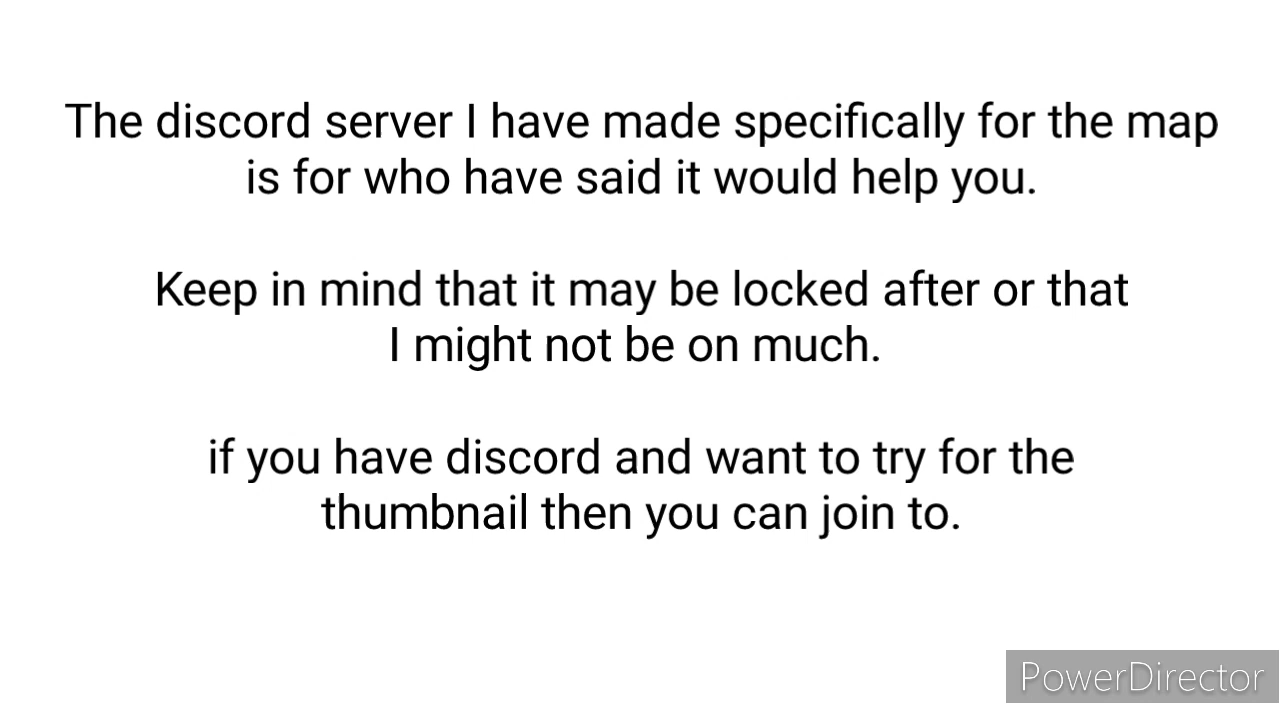 The discord server I have made specifically for the map
is for who have said it would help you.
Keep in mind that it may be locked after or that
I might not be on much.
if you have discord and want to try for the
thumbnail then you can join to.
PowerDirector